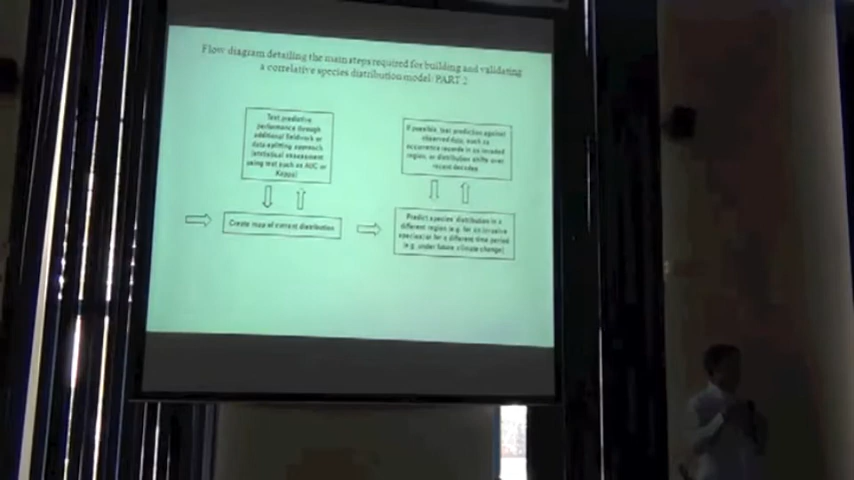 Flow diagram detailing the main steps required for building and validating
a correlative species distribution model: PART 2
Test predictive
performance through
additional fieldwork or
data splitting approach
(statistical assessment
using test such as AUC or
Kappa)
If possible, test prediction against
observed data, such as
occurrence records in an invaded
region, or distribution shifts over
recent decades
Create map of current distribution
Predict species' distribution in a
different region (e.g. for an invasive
species) or for a different time period
(e.g. under future climate change)